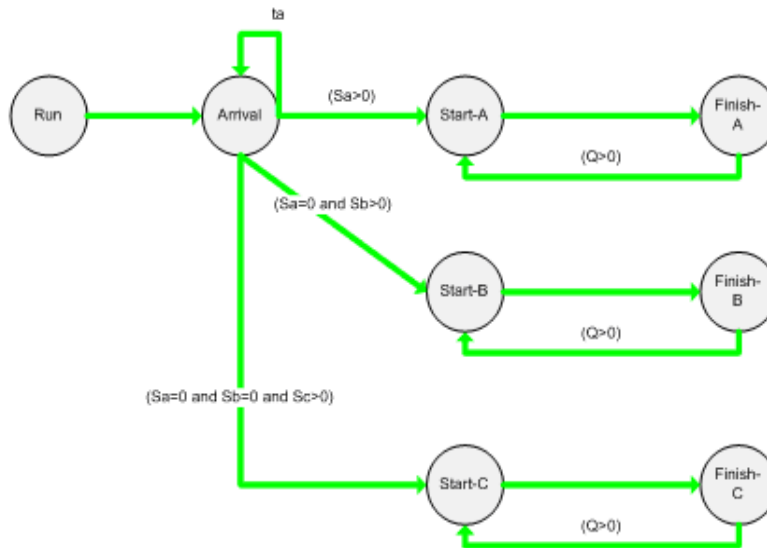 ta
Run
Arrival
(Sa>0)
Start-A
Finish-
A
(Q>0)
(Sa=0 and Sb>0)
Start-B
Finish-
B
(Q>0)
(Sa=0 and Sb=0 and Sc>0)
Start-C
Finish-
C
(Q>0)